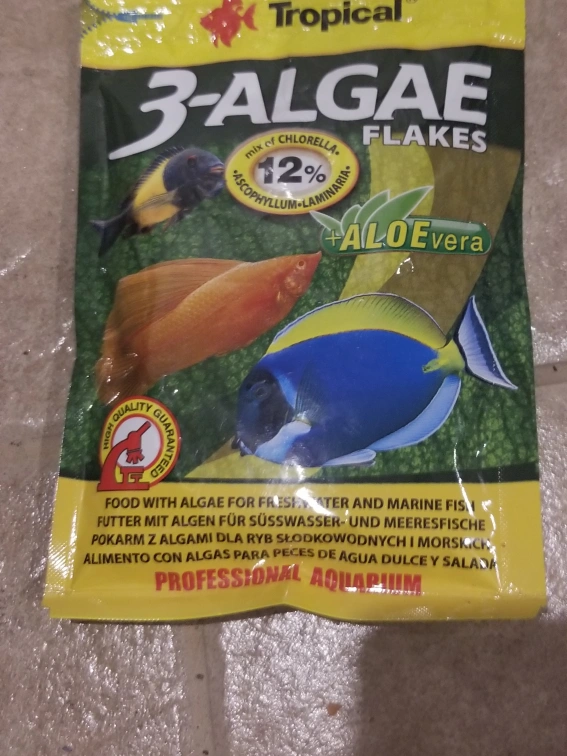 Tropical®
3-ALGAE
FLAKES
mix of CHLORELLA•
12%
•ASCOPHYLLUM•LAMINARIA•
+ALOEvera
HIGH QUALITY GUARANTEED
FOOD WITH ALGAE FOR FRESHWATER AND MARINE FISH
FUTTER MIT ALGEN FÜR SÜSSWASSER- UND MEERESFISCHE
POKARM Z ALGAMI DLA RYB SŁODKOWODNYCH I MORSKICH
ALIMENTO CON ALGAS PARA PECES DE AGUA DULCE Y SALADA
PROFESSIONAL AQUARIUM